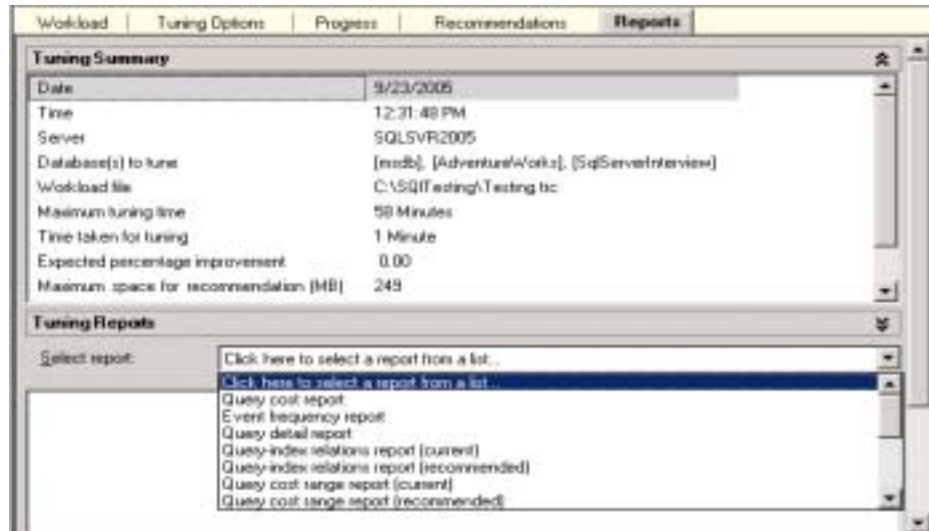 Workload Tuning Options Progress Recommendations Reports
Tuning Summary
Date 9/23/2005
Time 12:31:48 PM
Server SQLSVR2005
Database(s) to tune [msdb], [AdventureWorks], [SqlServerInterview]
Workload file C:\SQlTesting\Testing.trc
Maximum tuning time 58 Minutes
Time taken for tuning 1 Minute
Expected percentage improvement 0.00
Maximum space for recommendation (MB) 249
Tuning Reports
Select report: Click here to select a report from a list...
Click here to select a report from a list...
Query cost report
Event frequency report
Query detail report
Query-index relations report (current)
Query-index relations report (recommended)
Query cost range report (current)
Query cost range report (recommended)